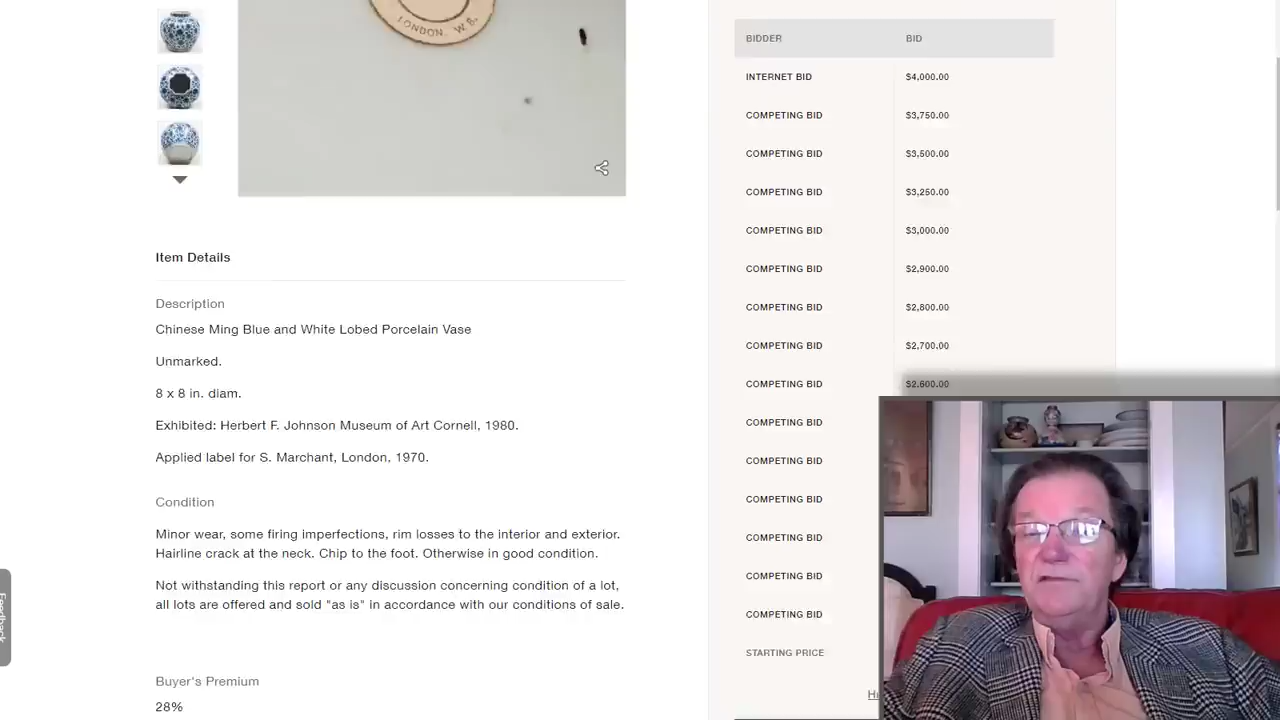 LONDON. W.8.
Item Details
Description
Chinese Ming Blue and White Lobed Porcelain Vase
Unmarked.
8 x 8 in. diam.
Exhibited: Herbert F. Johnson Museum of Art Cornell, 1980.
Applied label for S. Marchant, London, 1970.
Condition
Minor wear, some firing imperfections, rim losses to the interior and exterior.
Hairline crack at the neck. Chip to the foot. Otherwise in good condition.
Not withstanding this report or any discussion concerning condition of a lot,
all lots are offered and sold "as is" in accordance with our conditions of sale.
Buyer's Premium
28%
BIDDER BID
INTERNET BID $4,000.00
COMPETING BID $3,750.00
COMPETING BID $3,500.00
COMPETING BID $3,250.00
COMPETING BID $3,000.00
COMPETING BID $2,900.00
COMPETING BID $2,800.00
COMPETING BID $2,700.00
COMPETING BID $2,600.00
COMPETING BID
COMPETING BID
COMPETING BID
COMPETING BID
COMPETING BID
COMPETING BID
STARTING PRICE
Feedback